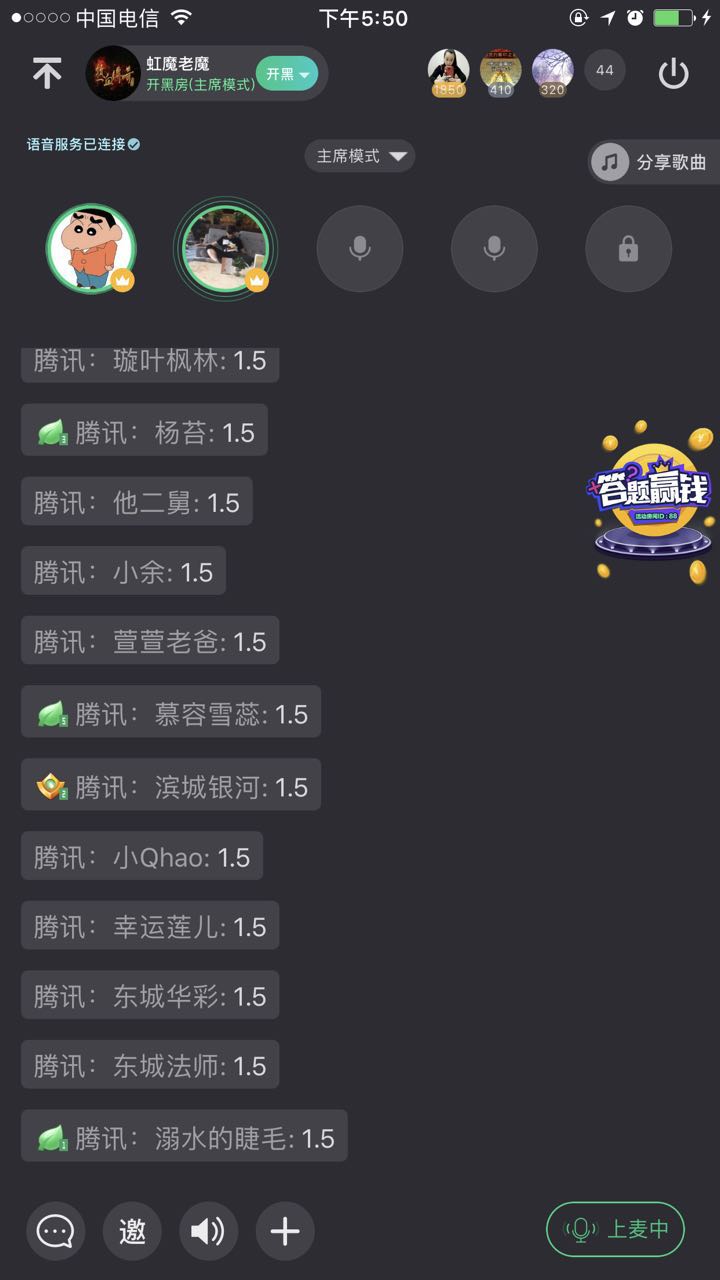 中国电信
下午5:50
虹魔老魔
开黑房(主席模式)
开黑
1850
410
320
44
语音服务已连接
主席模式
分享歌曲
腾讯：璇叶枫林: 1.5
3
腾讯：杨苔: 1.5
腾讯：他二舅: 1.5
答题赢钱
活动房间ID：88
腾讯：小余: 1.5
腾讯：萱萱老爸: 1.5
5
腾讯：慕容雪蕊: 1.5
2
腾讯：滨城银河: 1.5
腾讯：小Qhao: 1.5
腾讯：幸运莲儿: 1.5
腾讯：东城华彩: 1.5
腾讯：东城法师: 1.5
1
腾讯：溺水的睫毛: 1.5
邀
上麦中